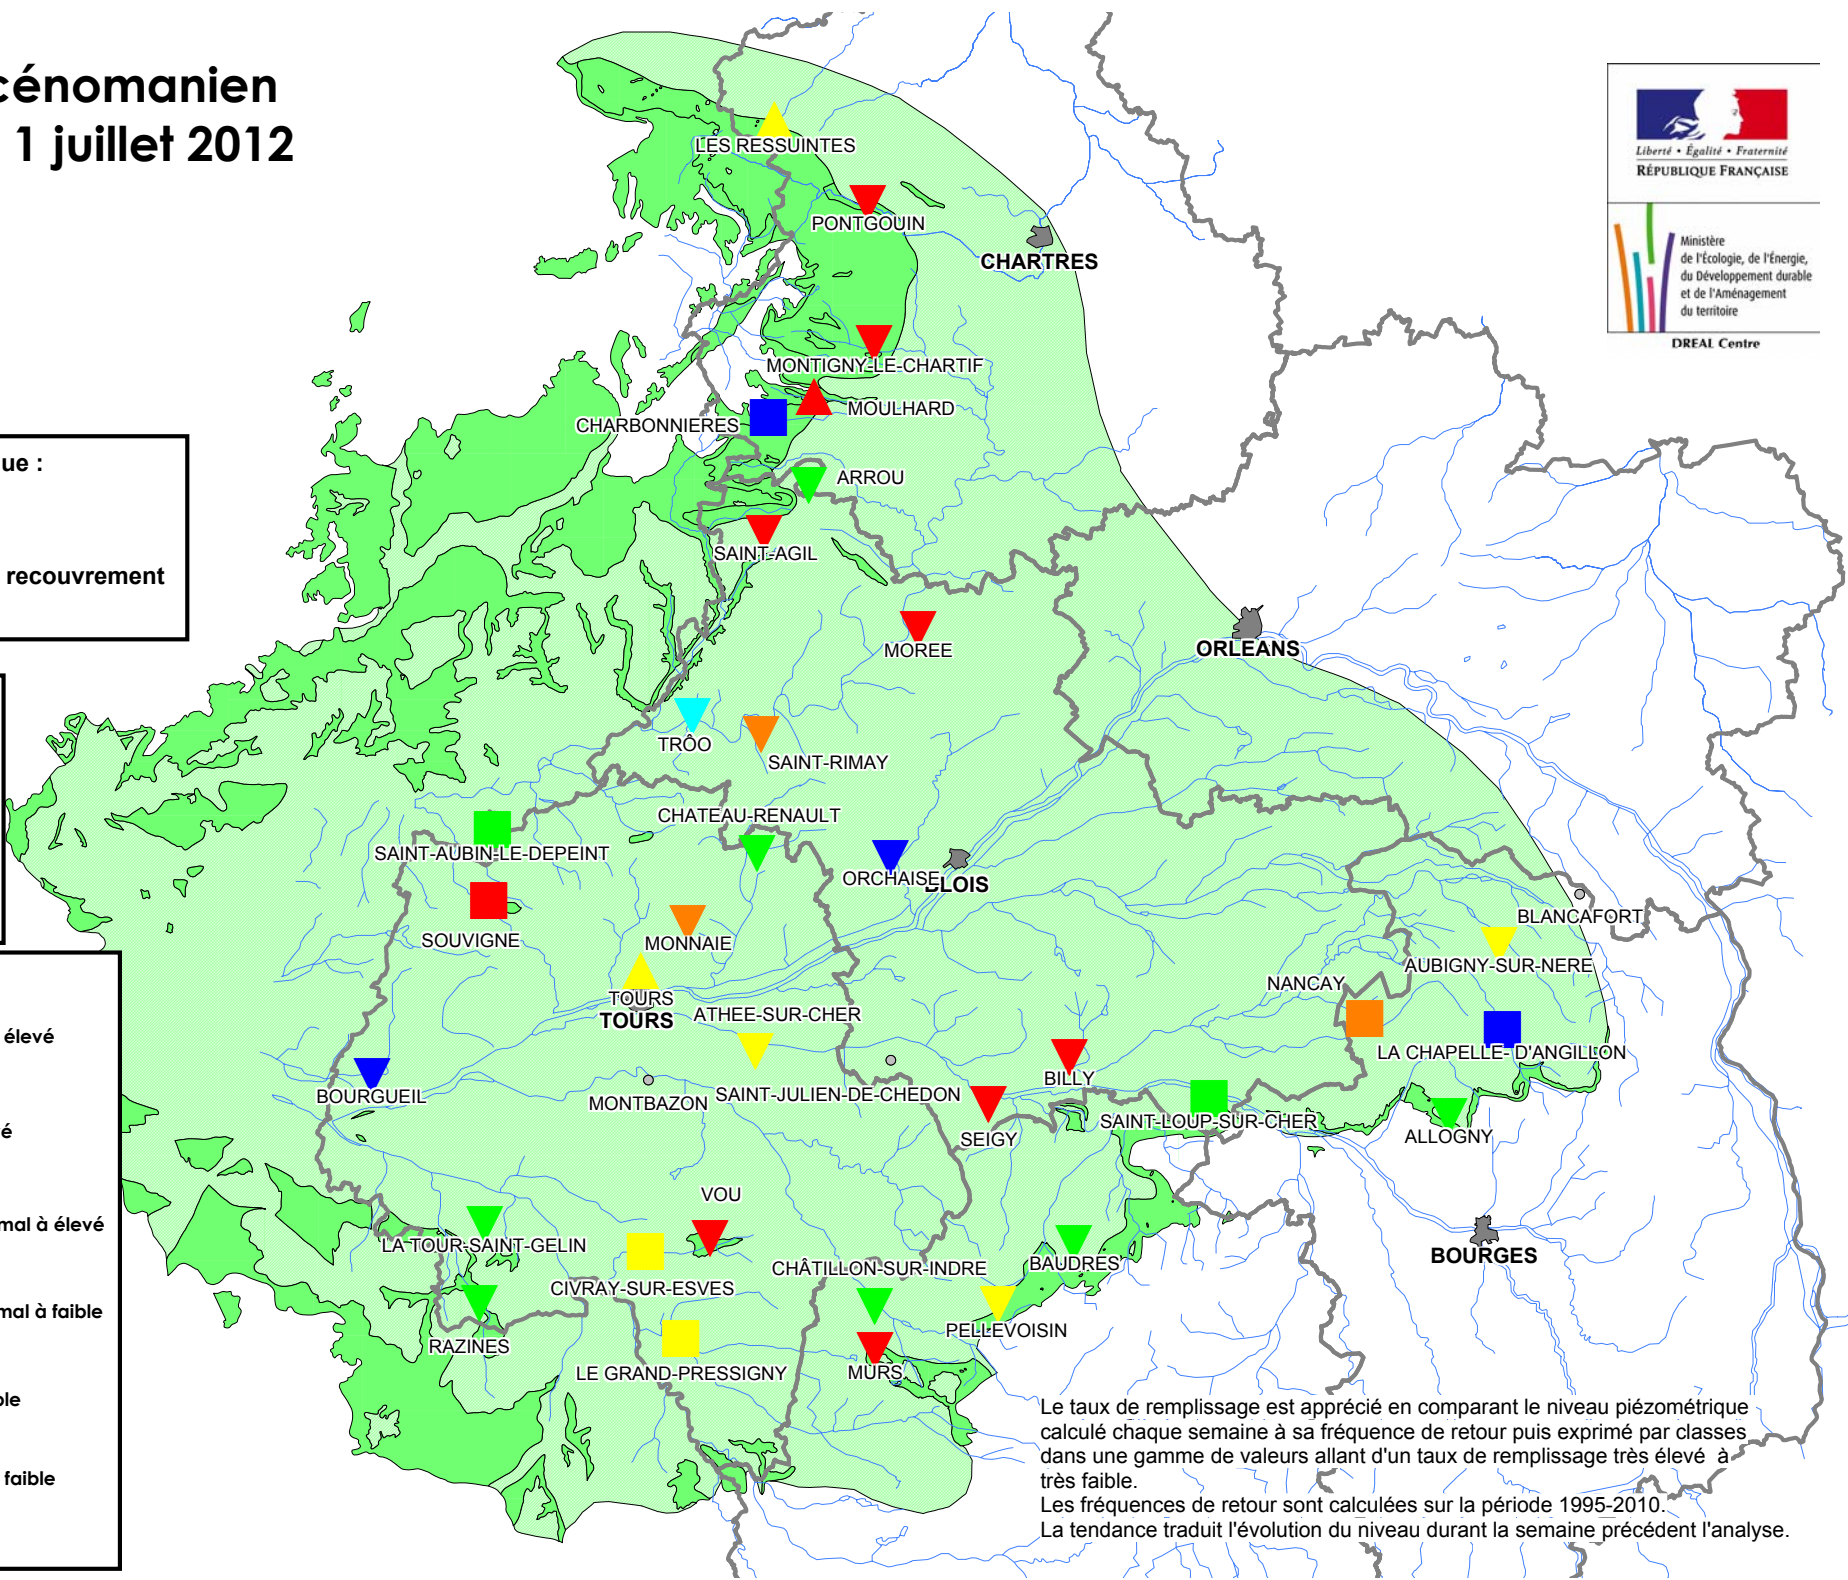 cénomanien
1 juillet 2012
Liberté • Égalité • Fraternité
RÉPUBLIQUE FRANÇAISE
Ministère
de l'Écologie, de l'Énergie,
du Développement durable
et de l'Aménagement
du territoire
DREAL Centre
LES RESSUINTES
PONTGOUIN
CHARTRES
MONTIGNY-LE-CHARTIF
MOULHARD
CHARBONNIERES
ARROU
SAINT-AGIL
MOREE
ORLEANS
TRÔO
SAINT-RIMAY
CHATEAU-RENAULT
SAINT-AUBIN-LE-DEPEINT
ORCHAISE
BLOIS
SOUVIGNE
MONNAIE
BLANCAFORT
AUBIGNY-SUR-NERE
NANCAY
TOURS
TOURS
ATHEE-SUR-CHER
LA CHAPELLE- D'ANGILLON
BOURGUEIL
MONTBAZON
SAINT-JULIEN-DE-CHEDON
BILLY
SEIGY
SAINT-LOUP-SUR-CHER
ALLOGNY
VOU
LA TOUR-SAINT-GELIN
CIVRAY-SUR-ESVES
CHÂTILLON-SUR-INDRE
BAUDRES
BOURGES
RAZINES
LE GRAND-PRESSIGNY
MURS
PELLEVOISIN
ue :
recouvrement
élevé
é
mal à élevé
mal à faible
ble
faible
Le taux de remplissage est apprécié en comparant le niveau piézométrique
calculé chaque semaine à sa fréquence de retour puis exprimé par classes
dans une gamme de valeurs allant d'un taux de remplissage très élevé à
très faible.
Les fréquences de retour sont calculées sur la période 1995-2010.
La tendance traduit l'évolution du niveau durant la semaine précédent l'analyse.